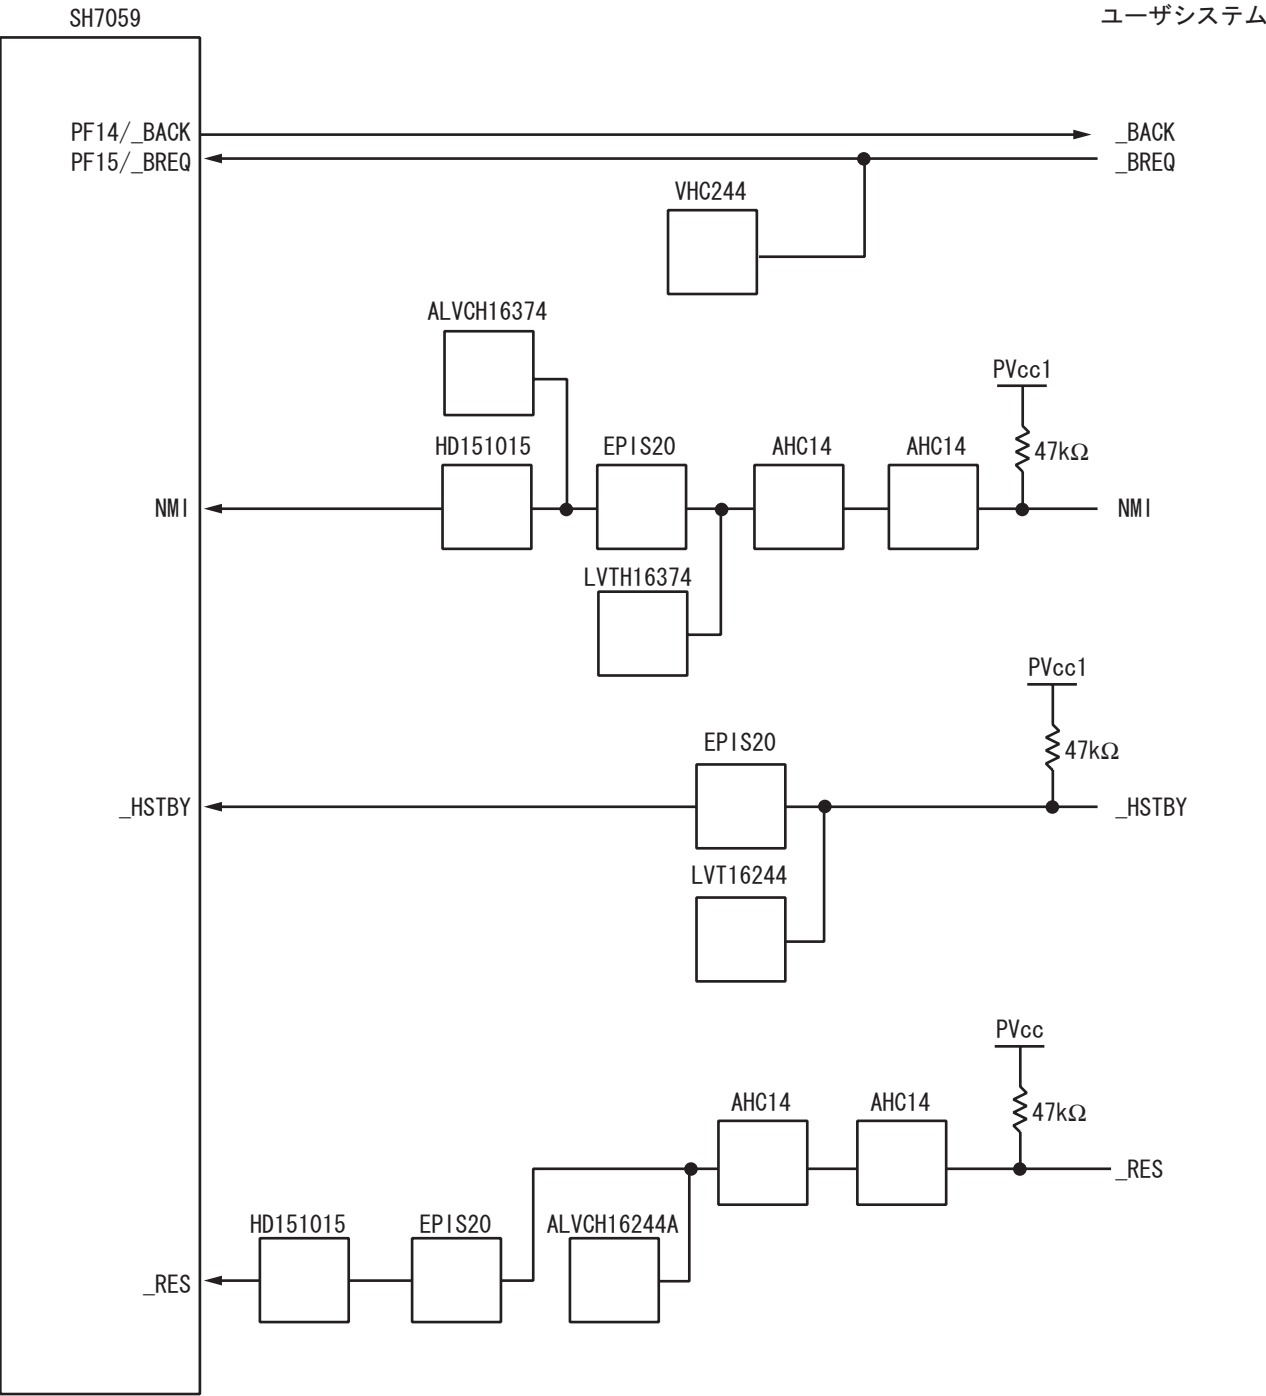 SH7059
ユーザシステム
PF14/_BACK
_BACK
PF15/_BREQ
_BREQ
VHC244
ALVCH16374
PVcc1
47kΩ
HD151015
EPIS20
AHC14
AHC14
NMI
NMI
LVTH16374
PVcc1
47kΩ
EPIS20
_HSTBY
_HSTBY
LVT16244
PVcc
47kΩ
AHC14
AHC14
_RES
HD151015
EPIS20
ALVCH16244A
_RES